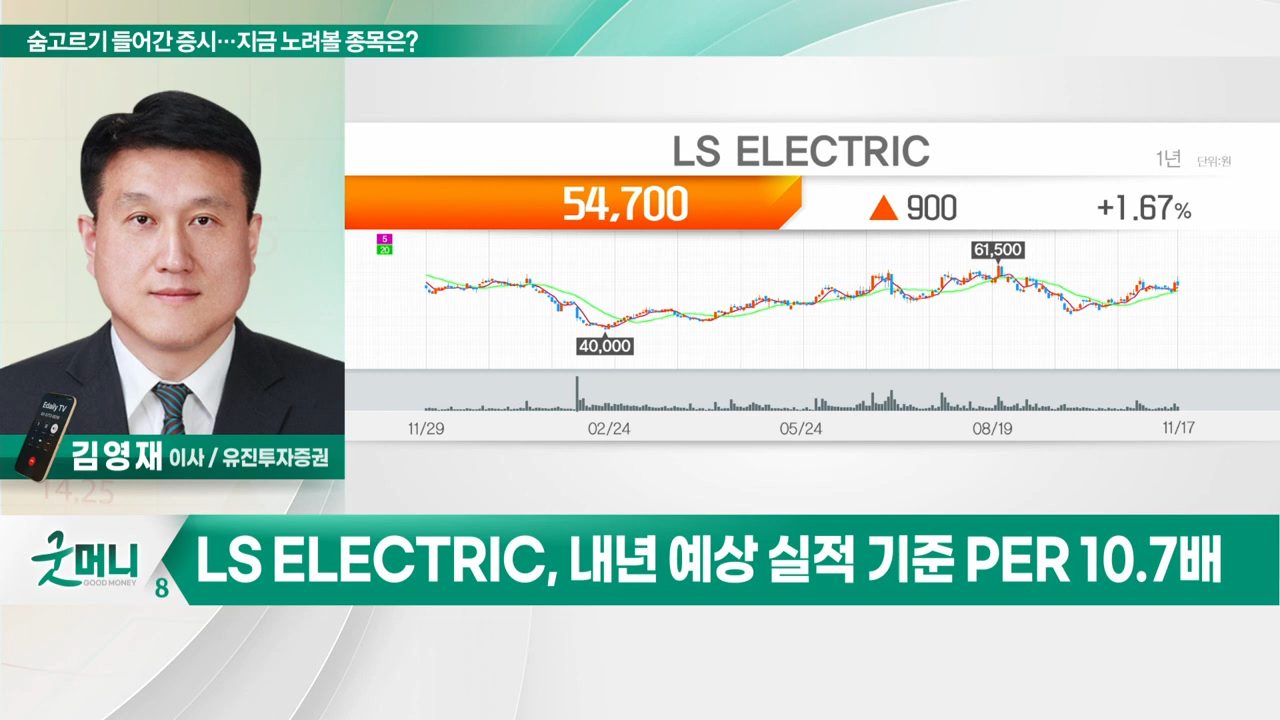 숨고르기 들어간 증시…지금 노려볼 종목은?
LS ELECTRIC
1년 단위:원
54,700 ▲ 900 +1.67%
5
20
61,500
40,000
11/29 02/24 05/24 08/19 11/17
Edaily TV
김영재 이사 / 유진투자증권
14.25
굿머니
GOOD MONEY
8
LS ELECTRIC, 내년 예상 실적 기준 PER 10.7배